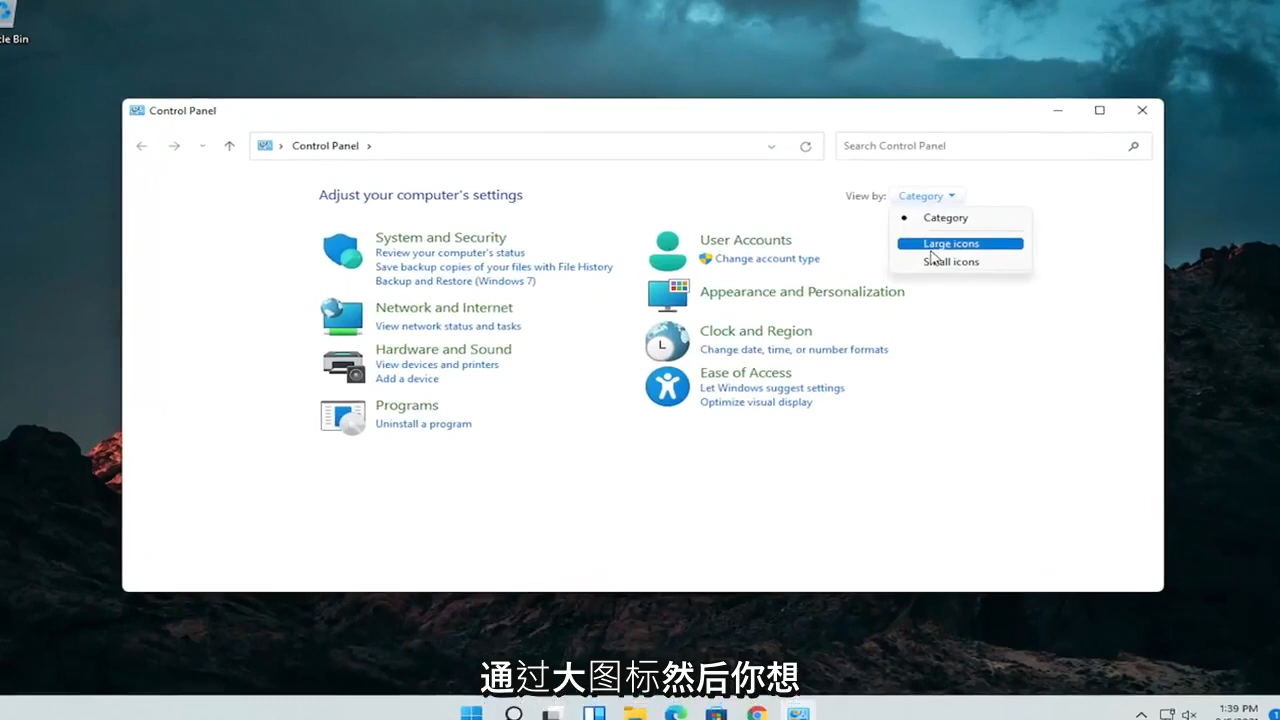 cle Bin
Control Panel
Control Panel
Search Control Panel
Adjust your computer's settings
View by: Category
Category
Large icons
Small icons
System and Security
Review your computer's status
Save backup copies of your files with File History
Backup and Restore (Windows 7)
Network and Internet
View network status and tasks
Hardware and Sound
View devices and printers
Add a device
Programs
Uninstall a program
User Accounts
Change account type
Appearance and Personalization
Clock and Region
Change date, time, or number formats
Ease of Access
Let Windows suggest settings
Optimize visual display
通过大图标然后你想
1:39 PM